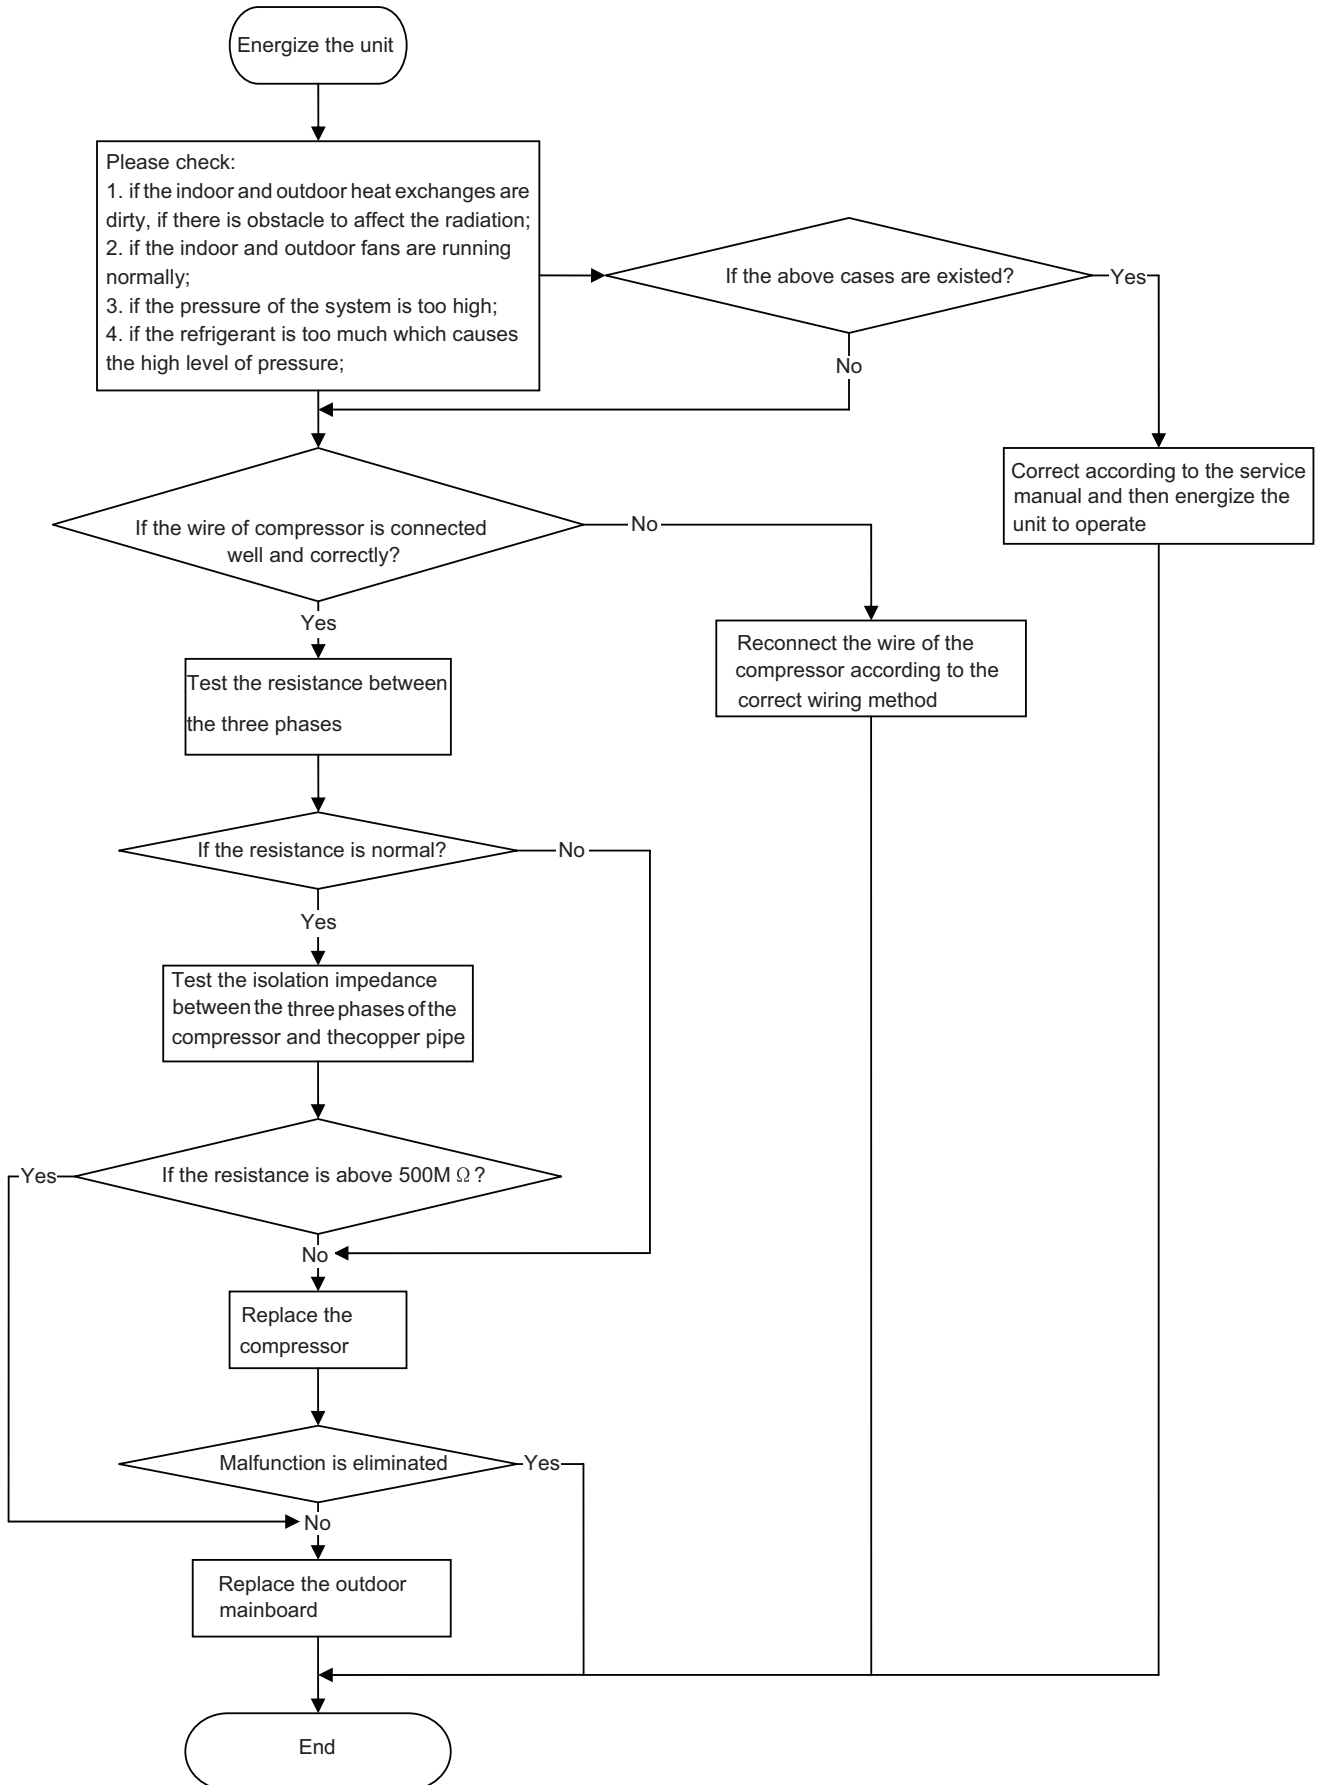 Energize the unit
Please check:
1. if the indoor and outdoor heat exchanges are
dirty, if there is obstacle to affect the radiation;
2. if the indoor and outdoor fans are running
normally;
3. if the pressure of the system is too high;
4. if the refrigerant is too much which causes
the high level of pressure;
If the above cases are existed?
Yes
No
Correct according to the service
manual and then energize the
unit to operate
If the wire of compressor is connected
well and correctly?
No
Yes
Reconnect the wire of the
compressor according to the
correct wiring method
Test the resistance between
the three phases
If the resistance is normal?
No
Yes
Test the isolation impedance
between the three phases of the
compressor and thecopper pipe
Yes
If the resistance is above 500M Ω ?
No
Replace the
compressor
Malfunction is eliminated
Yes
No
Replace the outdoor
mainboard
End